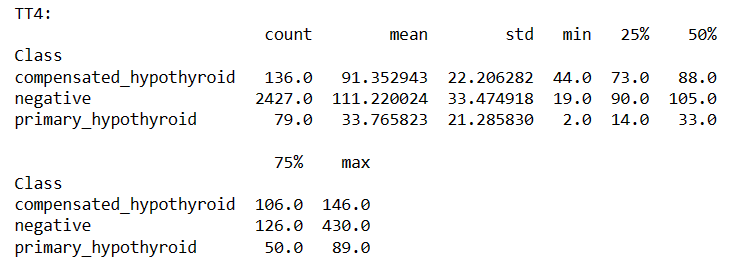 TT4:
count mean std min 25% 50%
Class
compensated_hypothyroid 136.0 91.352943 22.206282 44.0 73.0 88.0
negative 2427.0 111.220024 33.474918 19.0 90.0 105.0
primary_hypothyroid 79.0 33.765823 21.285830 2.0 14.0 33.0
75% max
Class
compensated_hypothyroid 106.0 146.0
negative 126.0 430.0
primary_hypothyroid 50.0 89.0